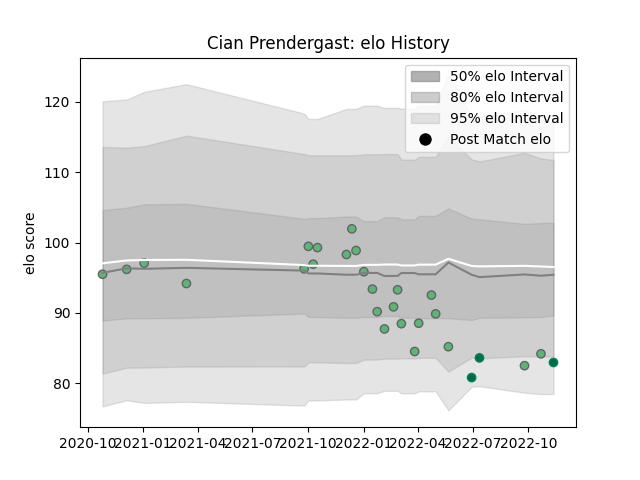 Cian Prendergast: elo History
50% elo Interval
80% elo Interval
95% elo Interval
Post Match elo
elo score
120
110
100
90
80
2020-10 2021-01 2021-04 2021-07 2021-10 2022-01 2022-04 2022-07 2022-10